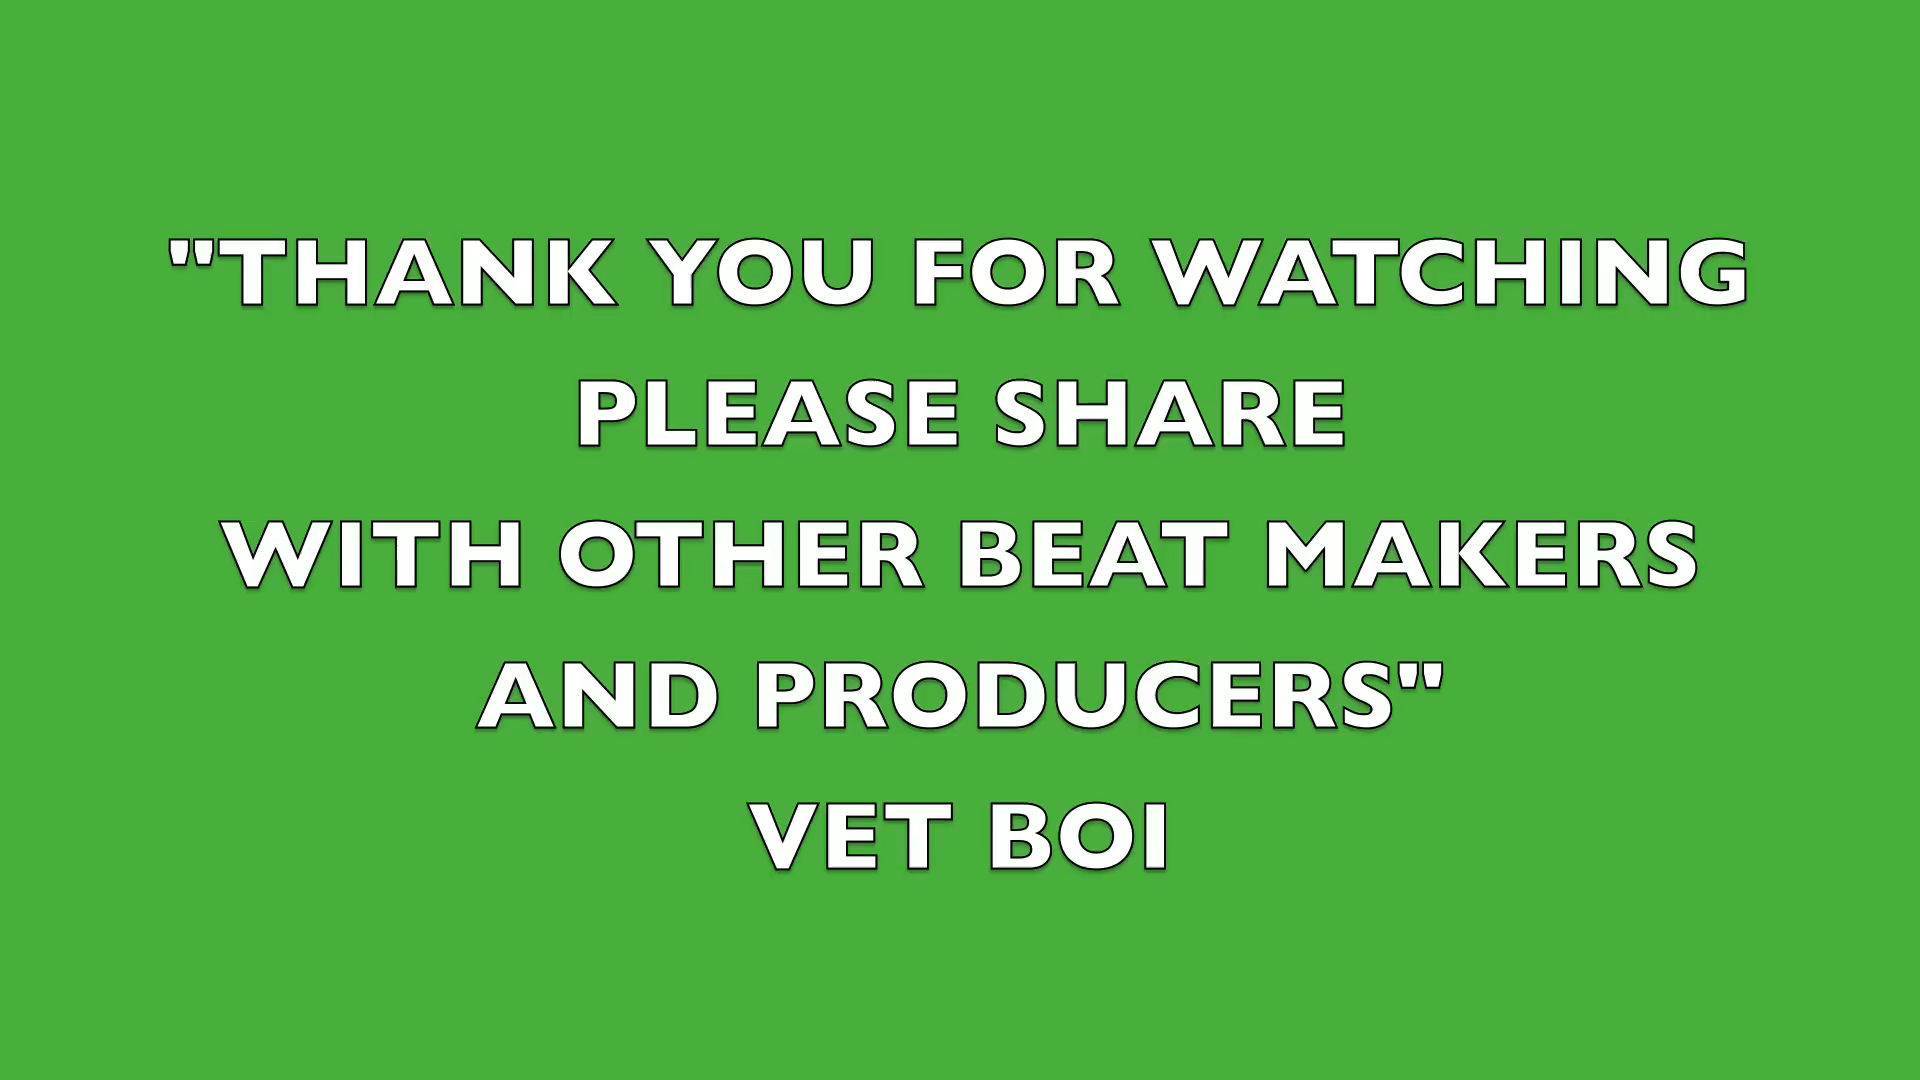 "THANK YOU FOR WATCHING
PLEASE SHARE
WITH OTHER BEAT MAKERS
AND PRODUCERS"
VET BOI